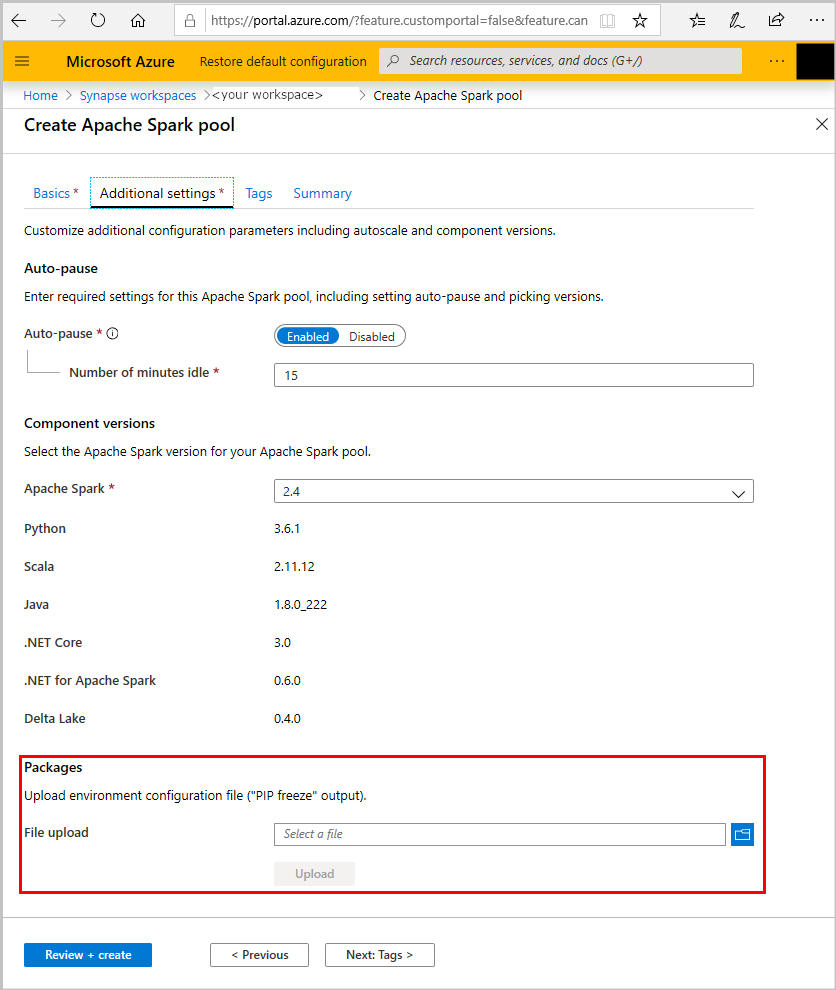 https://portal.azure.com/?feature.customportal=false&feature.can
Microsoft Azure Restore default configuration Search resources, services, and docs (G+/)
Home > Synapse workspaces > <your workspace> > Create Apache Spark pool
Create Apache Spark pool
Basics * Additional settings * Tags Summary
Customize additional configuration parameters including autoscale and component versions.
Auto-pause
Enter required settings for this Apache Spark pool, including setting auto-pause and picking versions.
Auto-pause * Enabled Disabled
Number of minutes idle * 15
Component versions
Select the Apache Spark version for your Apache Spark pool.
Apache Spark * 2.4
Python 3.6.1
Scala 2.11.12
Java 1.8.0_222
.NET Core 3.0
.NET for Apache Spark 0.6.0
Delta Lake 0.4.0
Packages
Upload environment configuration file ("PIP freeze" output).
File upload Select a file
Upload
Review + create < Previous Next: Tags >